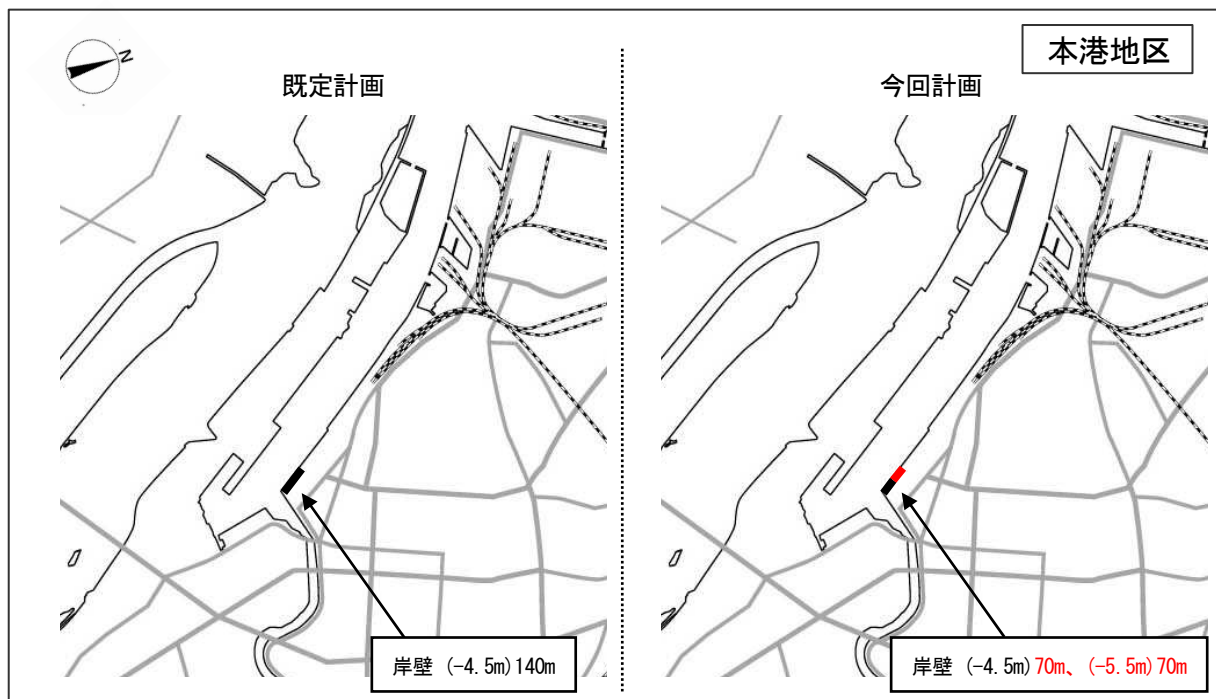 N
本港地区
既定計画
今回計画
岸壁 (-4.5m)140m
岸壁 (-4.5m)70m、(-5.5m)70m